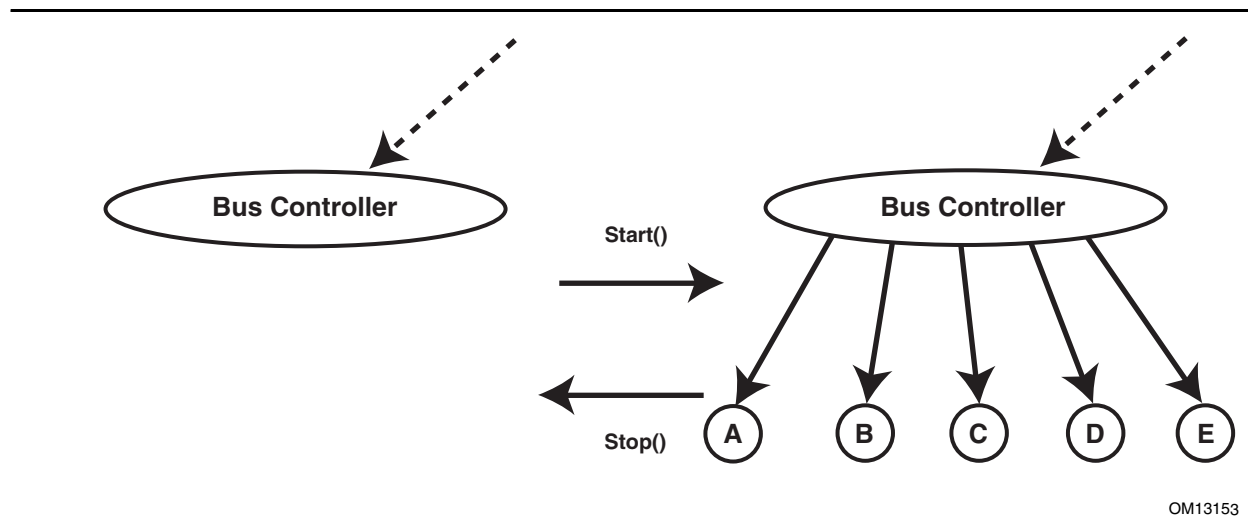 Bus Controller
Bus Controller
Start()
Stop()
A
B
C
D
E
OM13153